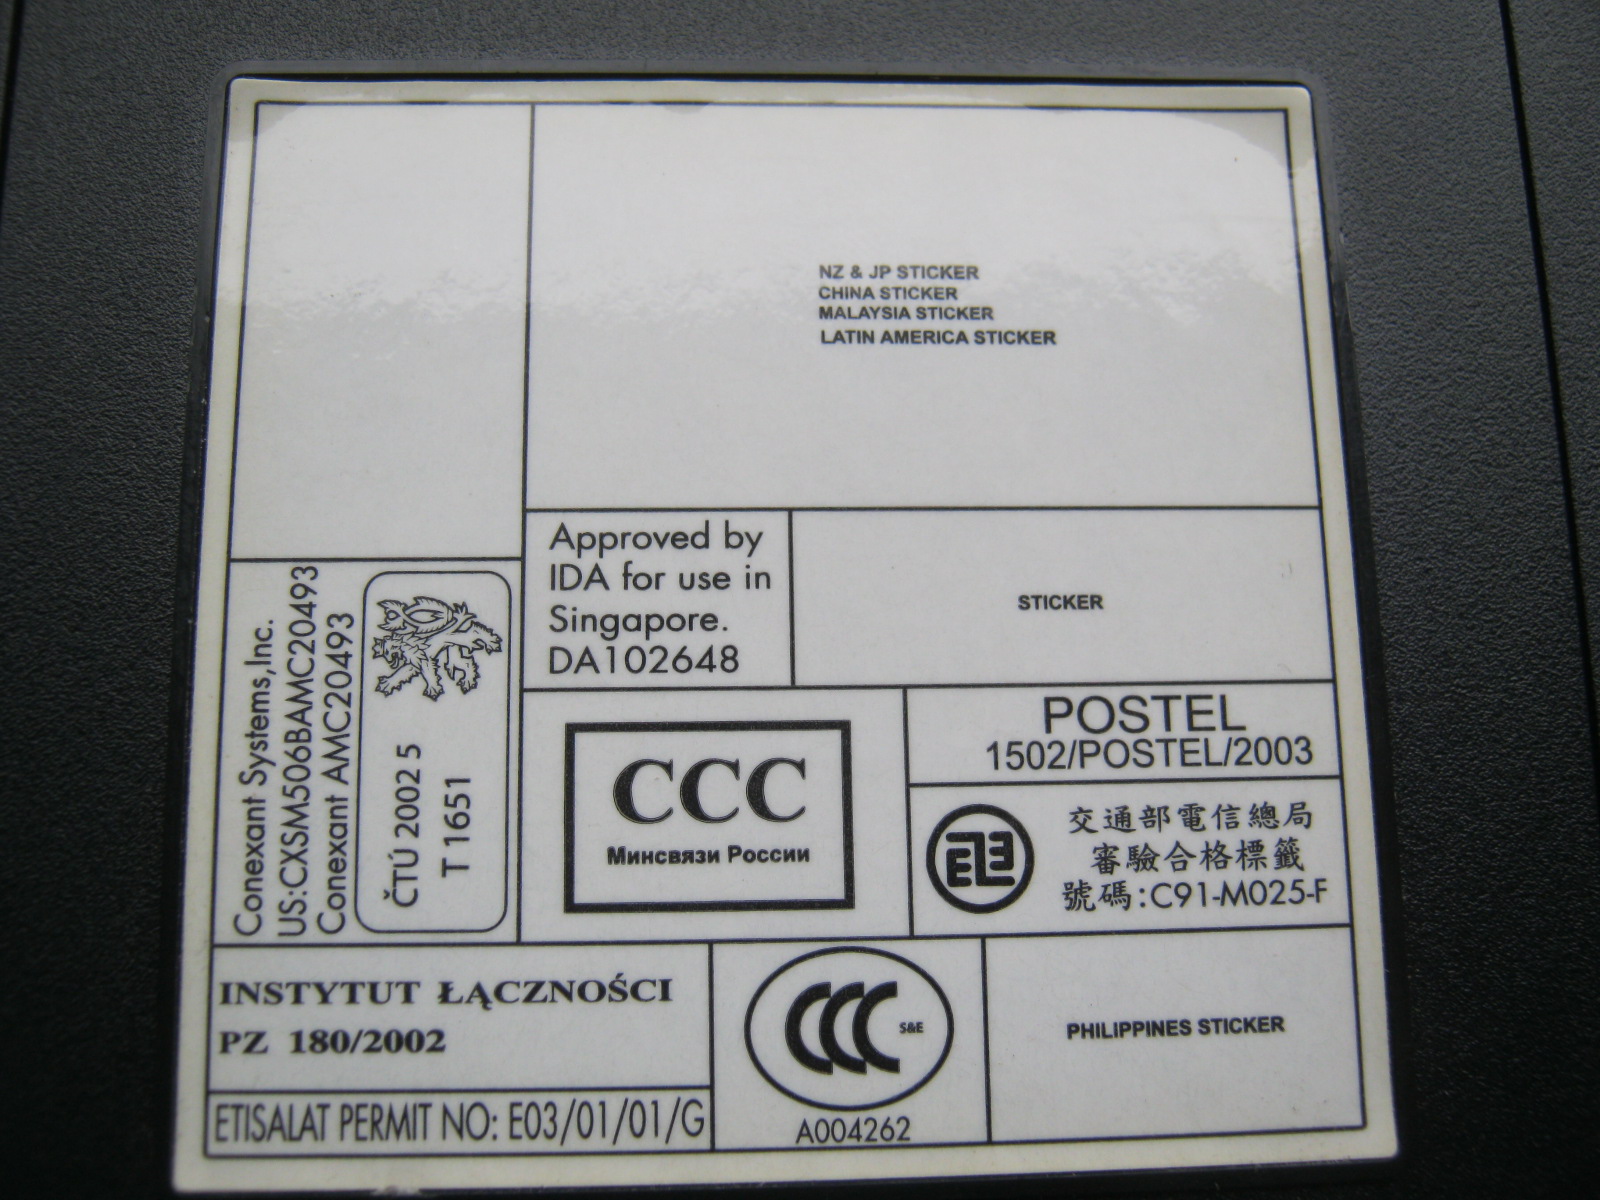 NZ & JP STICKER
CHINA STICKER
MALAYSIA STICKER
LATIN AMERICA STICKER
Approved by
IDA for use in
Singapore.
DA102648
STICKER
Conexant Systems,Inc.
US:CXSM506BAMC20493
Conexant AMC20493
ČTÚ 2002 5
T 1651
CCC
Минсвязи России
POSTEL
1502/POSTEL/2003
交通部電信總局
審驗合格標籤
號碼:C91-M025-F
INSTYTUT ŁĄCZNOŚCI
PZ 180/2002
ETISALAT PERMIT NO: E03/01/01/G
CCC S&E
A004262
PHILIPPINES STICKER